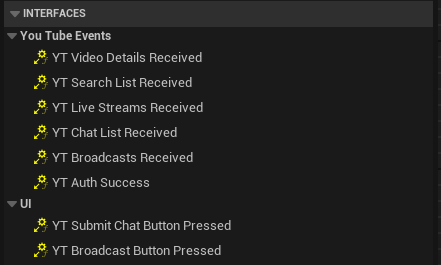 INTERFACES
You Tube Events
YT Video Details Received
YT Search List Received
YT Live Streams Received
YT Chat List Received
YT Broadcasts Received
YT Auth Success
UI
YT Submit Chat Button Pressed
YT Broadcast Button Pressed